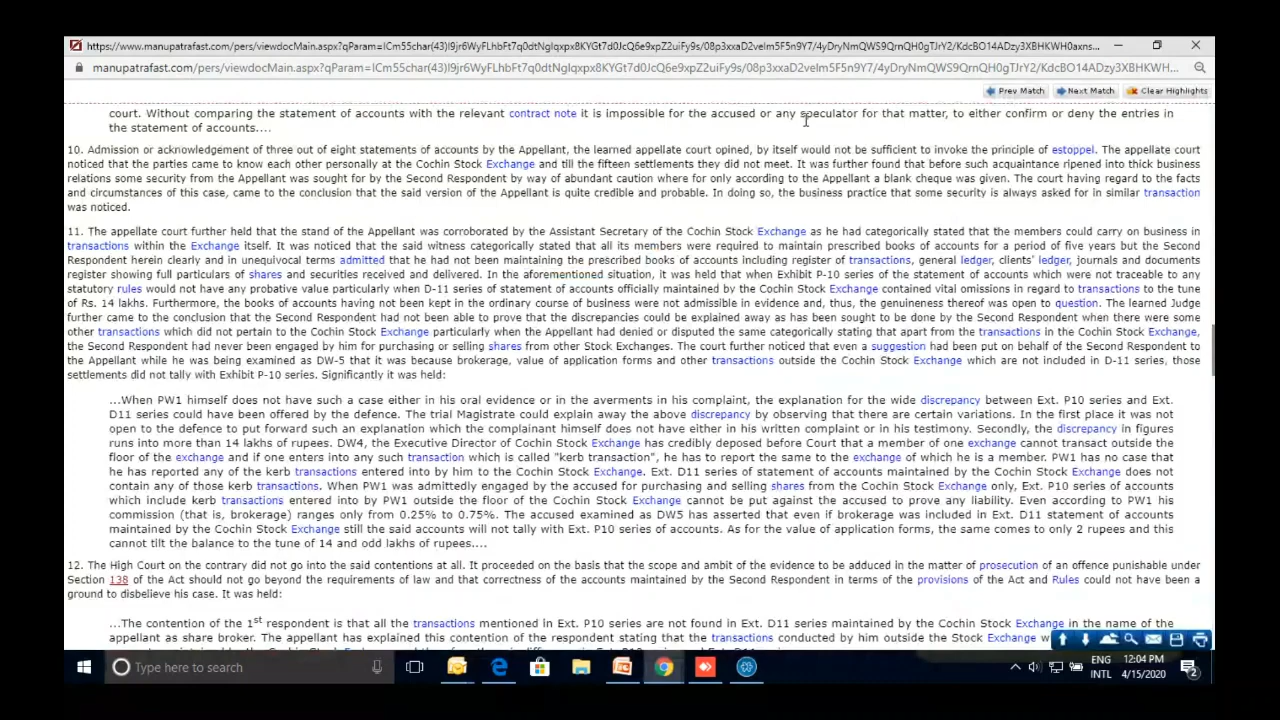 https://www.manupatrafast.com/pers/viewdocMain.aspx?
manupatrafast.com/pers/viewdocMain.aspx?
Prev Match Next Match Clear Highlights
court. Without comparing the statement of accounts with the relevant contract note it is impossible for the accused or any speculator for that matter, to either confirm or deny the entries in
the statement of accounts....
10. Admission or acknowledgement of three out of eight statements of accounts by the Appellant, the learned appellate court opined, by itself would not be sufficient to invoke the principle of
estoppel. The appellate court
noticed that the parties came to know each other personally at the Cochin Stock Exchange and till the fifteen settlements they did not meet. It was further found that before such acquaintance ripened into thick business
relations some security from the Appellant was sought for by the Second Respondent by way of abundant caution where for only according to the Appellant a blank cheque was given. The court having regard to the facts
and circumstances of this case, came to the conclusion that the said version of the Appellant is quite credible and probable. In doing so, the business practice that some security is always asked for in similar transaction
was noticed.
11. The appellate court further held that the stand of the Appellant was corroborated by the Assistant Secretary of the Cochin Stock Exchange as he had categorically stated that the members could carry on business in
transactions within the Exchange itself. It was noticed that the said witness categorically stated that all its members were required to maintain prescribed books of accounts for a period of five years but the Second
Respondent herein clearly and in unequivocal terms admitted that he had not been maintaining the prescribed books of accounts including register of transactions, general ledger, clients' ledger, journals and documents
register showing full particulars of shares and securities received and delivered. In the aforementioned situation, it was held that when Exhibit P-10 series of the statement of accounts which were not traceable to any
statutory rules would not have any probative value particularly when D-11 series of statement of accounts officially maintained by the Cochin Stock Exchange contained vital omissions in regard to transactions to the tune
of Rs. 14 lakhs. Furthermore, the books of accounts having not been kept in the ordinary course of business were not admissible in evidence and, thus, the genuineness thereof was open to question. The learned Judge
further came to the conclusion that the Second Respondent had not been able to prove that the discrepancies could be explained away as has been sought to be done by the Second Respondent when there were some
other transactions which did not pertain to the Cochin Stock Exchange particularly when the Appellant had denied or disputed the same categorically stating that apart from the transactions in the Cochin Stock Exchange,
the Second Respondent had never been engaged by him for purchasing or selling shares from other Stock Exchanges. The court further noticed that even a suggestion had been put on behalf of the Second Respondent to
the Appellant while he was being examined as DW-5 that it was because brokerage, value of application forms and other transactions outside the Cochin Stock Exchange which are not included in D-11 series, those
settlements did not tally with Exhibit P-10 series. Significantly it was held:
...When PW1 himself does not have such a case either in his oral evidence or in the averments in his complaint, the explanation for the wide discrepancy between Ext. P10 series and Ext.
D11 series could have been offered by the defence. The trial Magistrate could explain away the above discrepancy by observing that there are certain variations. In the first place it was not
open to the defence to put forward such an explanation which the complainant himself does not have either in his written complaint or in his testimony. Secondly, the discrepancy in figures
runs into more than 14 lakhs of rupees. DW4, the Executive Director of Cochin Stock Exchange has credibly deposed before Court that a member of one exchange cannot transact outside the
floor of the exchange and if one enters into any such transaction which is called "kerb transaction", he has to report the same to the exchange of which he is a member. PW1 has no case that
he has reported any of the kerb transactions entered into by him to the Cochin Stock Exchange. Ext. D11 series of statement of accounts maintained by the Cochin Stock Exchange does not
contain any of those kerb transactions. When PW1 was admittedly engaged by the accused for purchasing and selling shares from the Cochin Stock Exchange only, Ext. P10 series of accounts
which include kerb transactions entered into by PW1 outside the floor of the Cochin Stock Exchange cannot be put against the accused to prove any liability. Even according to PW1 his
commission (that is, brokerage) ranges only from 0.25% to 0.75%. The accused examined as DW5 has asserted that even if brokerage was included in Ext. D11 statement of accounts
maintained by the Cochin Stock Exchange still the said accounts will not tally with Ext. P10 series of accounts. As for the value of application forms, the same comes to only 2 rupees and this
cannot tilt the balance to the tune of 14 and odd lakhs of rupees....
12. The High Court on the contrary did not go into the said contentions at all. It proceeded on the basis that the scope and ambit of the evidence to be adduced in the matter of prosecution of an offence punishable under
Section 138 of the Act should not go beyond the requirements of law and that correctness of the accounts maintained by the Second Respondent in terms of the provisions of the Act and Rules could not have been a
ground to disbelieve his case. It was held:
...The contention of the 1st respondent is that all the transactions mentioned in Ext. P10 series are not found in Ext. D11 series maintained by the Cochin Stock Exchange in the name of the
appellant as share broker. The appellant has explained this contention of the respondent stating that the transactions conducted by him outside the Stock Exchange
Type here to search
ENG
INTL
12:04 PM
4/15/2020
2